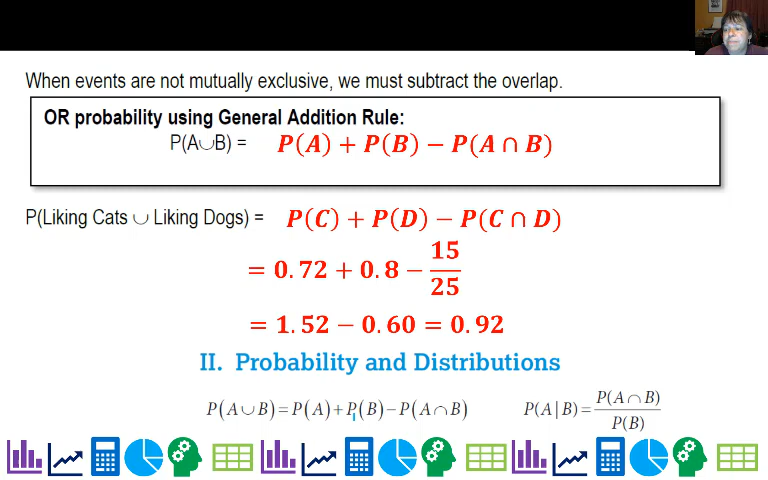 When events are not mutually exclusive, we must subtract the overlap.
OR probability using General Addition Rule:
P(A∪B) = P(A) + P(B) − P(A ∩ B)
P(Liking Cats ∪ Liking Dogs) = P(C) + P(D) − P(C ∩ D)
= 0.72 + 0.8 − 15/25
= 1.52 − 0.60 = 0.92
II. Probability and Distributions
P(A∪B)=P(A)+P(B)−P(A∩B) P(A|B)=P(A∩B)/P(B)